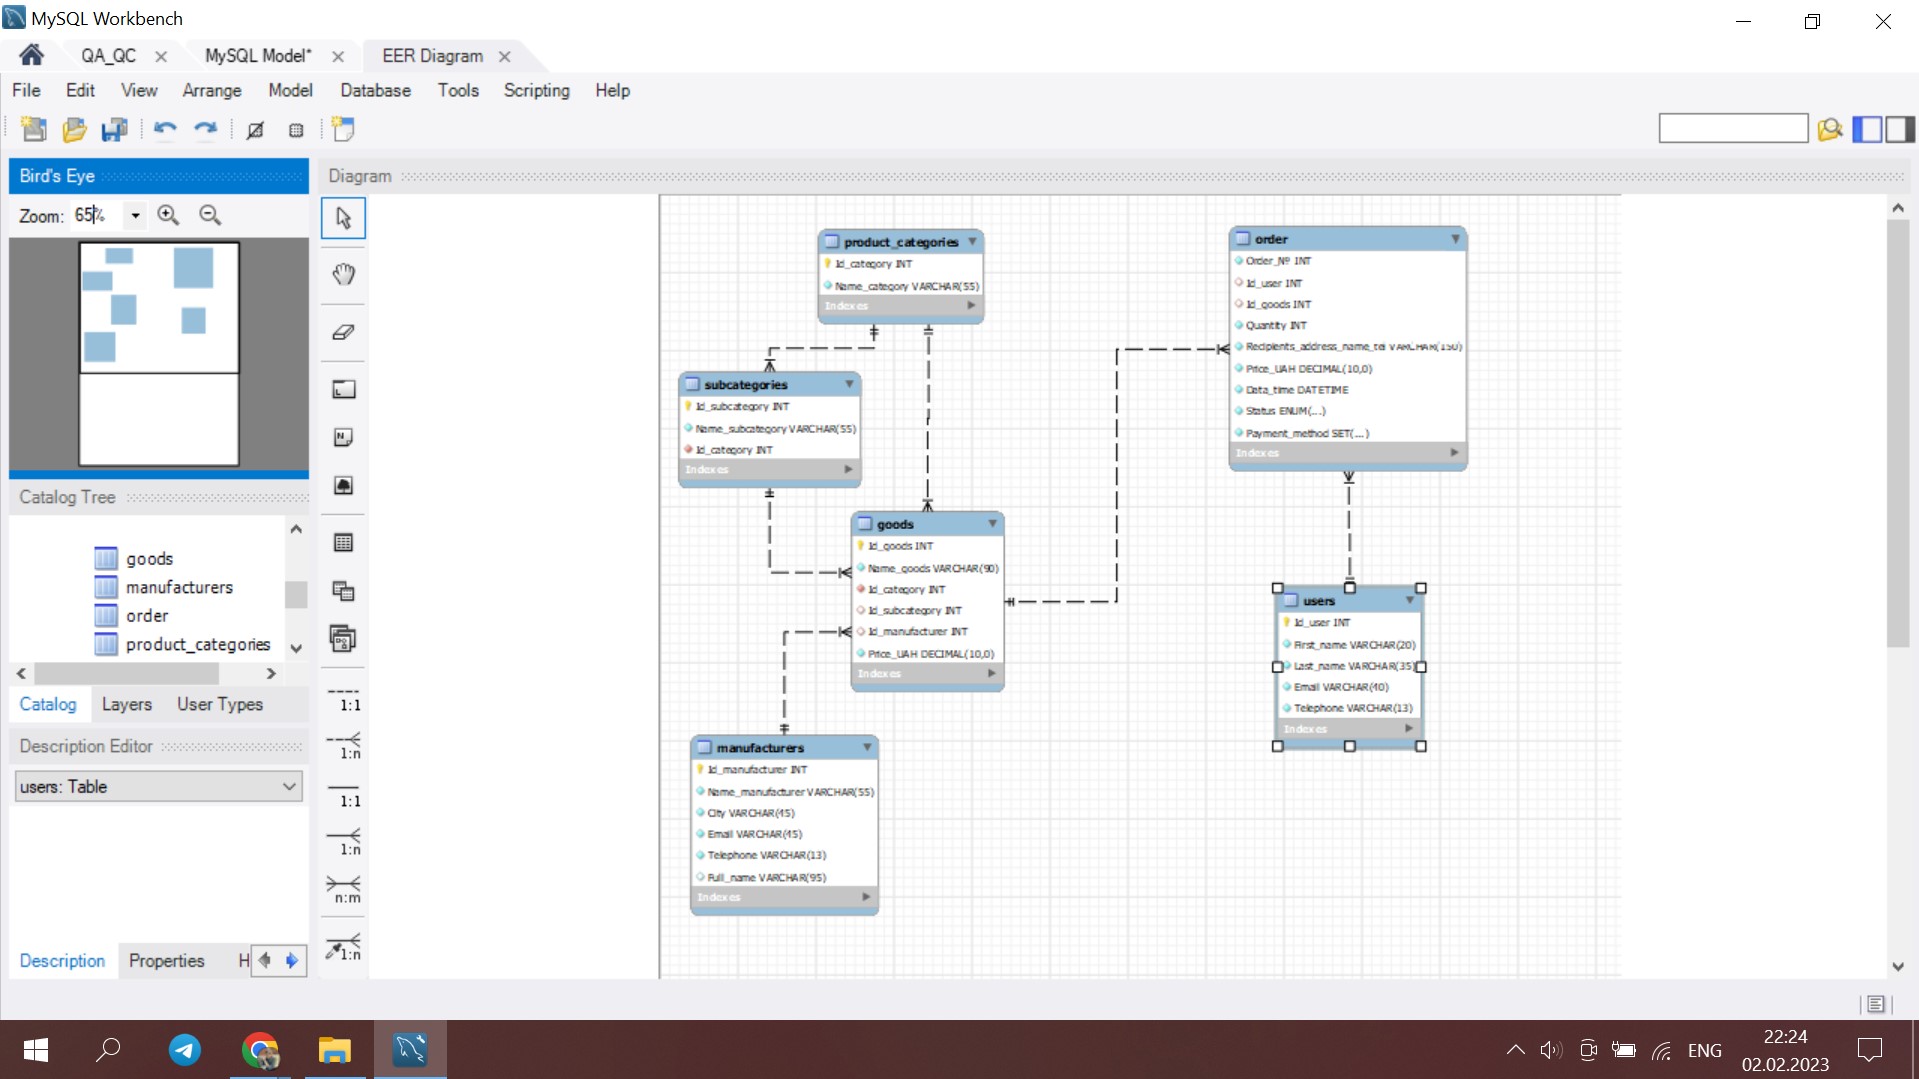 MySQL Workbench
QA_QC
MySQL Model*
EER Diagram
File Edit View Arrange Model Database Tools Scripting Help
Bird's Eye
Zoom: 65%
Diagram
product_categories
Id_category INT
Name_category VARCHAR(55)
Indexes
order
Order_Nº INT
Id_user INT
Id_goods INT
Quantity INT
Recipients_address_name_tel VARCHAR(150)
Price_UAH DECIMAL(10,0)
Data_time DATETIME
Status ENUM(...)
Payment_method SET(...)
Indexes
subcategories
Id_subcategory INT
Name_subcategory VARCHAR(55)
Id_category INT
Indexes
goods
Id_goods INT
Name_goods VARCHAR(90)
Id_category INT
Id_subcategory INT
Id_manufacturer INT
Price_UAH DECIMAL(10,0)
Indexes
users
Id_user INT
First_name VARCHAR(20)
Last_name VARCHAR(35)
Email VARCHAR(40)
Telephone VARCHAR(13)
Indexes
manufacturers
Id_manufacturer INT
Name_manufacturer VARCHAR(55)
City VARCHAR(45)
Email VARCHAR(45)
Telephone VARCHAR(13)
Full_name VARCHAR(95)
Indexes
Catalog Tree
goods
manufacturers
order
product_categories
Catalog Layers User Types
Description Editor
users: Table
Description Properties H
1:1
1:n
1:1
1:n
n:m
1:n
ENG
22:24
02.02.2023